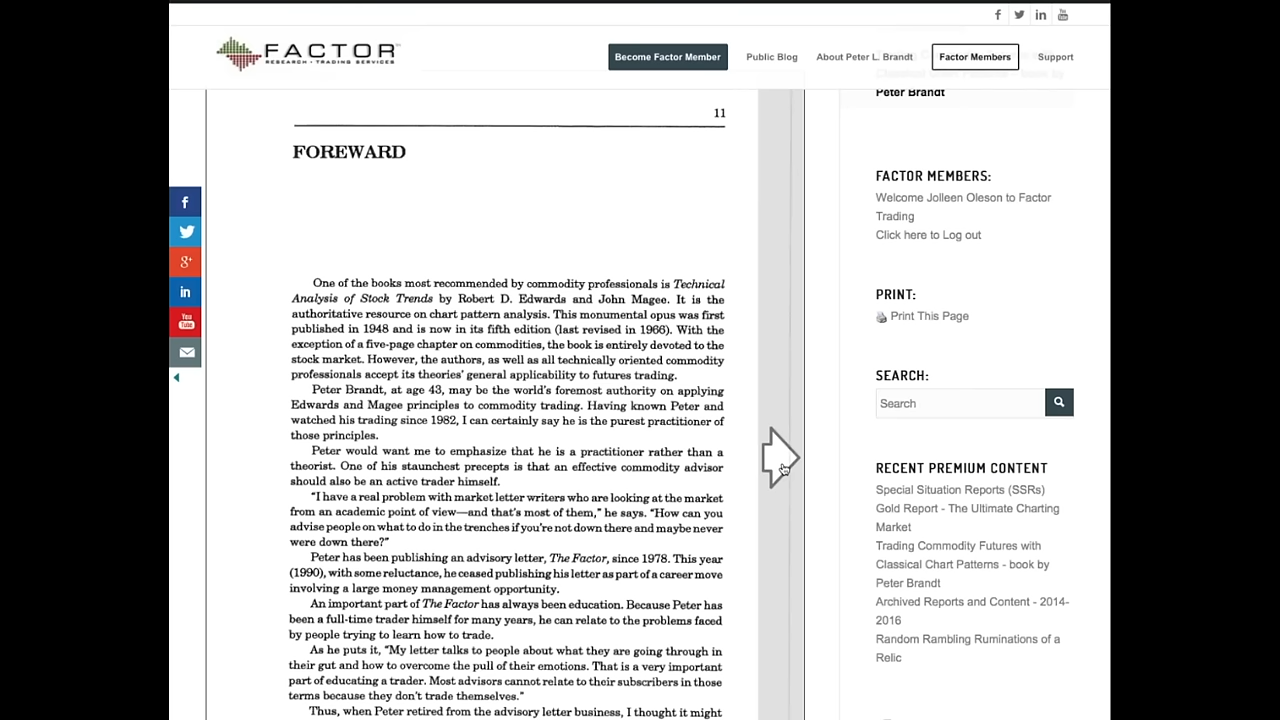 FACTOR
RESEARCH • TRADING SERVICES
Become Factor Member
Public Blog
About Peter L. Brandt
Factor Members
Support
Peter Brandt
11
FOREWARD
One of the books most recommended by commodity professionals is Technical
Analysis of Stock Trends by Robert D. Edwards and John Magee. It is the
authoritative resource on chart pattern analysis. This monumental opus was first
published in 1948 and is now in its fifth edition (last revised in 1966). With the
exception of a five-page chapter on commodities, the book is entirely devoted to the
stock market. However, the authors, as well as all technically oriented commodity
professionals accept its theories’ general applicability to futures trading.
Peter Brandt, at age 43, may be the world’s foremost authority on applying
Edwards and Magee principles to commodity trading. Having known Peter and
watched his trading since 1982, I can certainly say he is the purest practitioner of
those principles.
Peter would want me to emphasize that he is a practitioner rather than a
theorist. One of his staunchest precepts is that an effective commodity advisor
should also be an active trader himself.
“I have a real problem with market letter writers who are looking at the market
from an academic point of view—and that’s most of them,” he says. “How can you
advise people on what to do in the trenches if you’re not down there and maybe never
were down there?”
Peter has been publishing an advisory letter, The Factor, since 1978. This year
(1990), with some reluctance, he ceased publishing his letter as part of a career move
involving a large money management opportunity.
An important part of The Factor has always been education. Because Peter has
been a full-time trader himself for many years, he can relate to the problems faced
by people trying to learn how to trade.
As he puts it, “My letter talks to people about what they are going through in
their gut and how to overcome the pull of their emotions. That is a very important
part of educating a trader. Most advisors cannot relate to their subscribers in those
terms because they don’t trade themselves.”
Thus, when Peter retired from the advisory letter business, I thought it might
FACTOR MEMBERS:
Welcome Jolleen Oleson to Factor
Trading
Click here to Log out
PRINT:
Print This Page
SEARCH:
Search
RECENT PREMIUM CONTENT
Special Situation Reports (SSRs)
Gold Report - The Ultimate Charting
Market
Trading Commodity Futures with
Classical Chart Patterns - book by
Peter Brandt
Archived Reports and Content - 2014-
2016
Random Rambling Ruminations of a
Relic